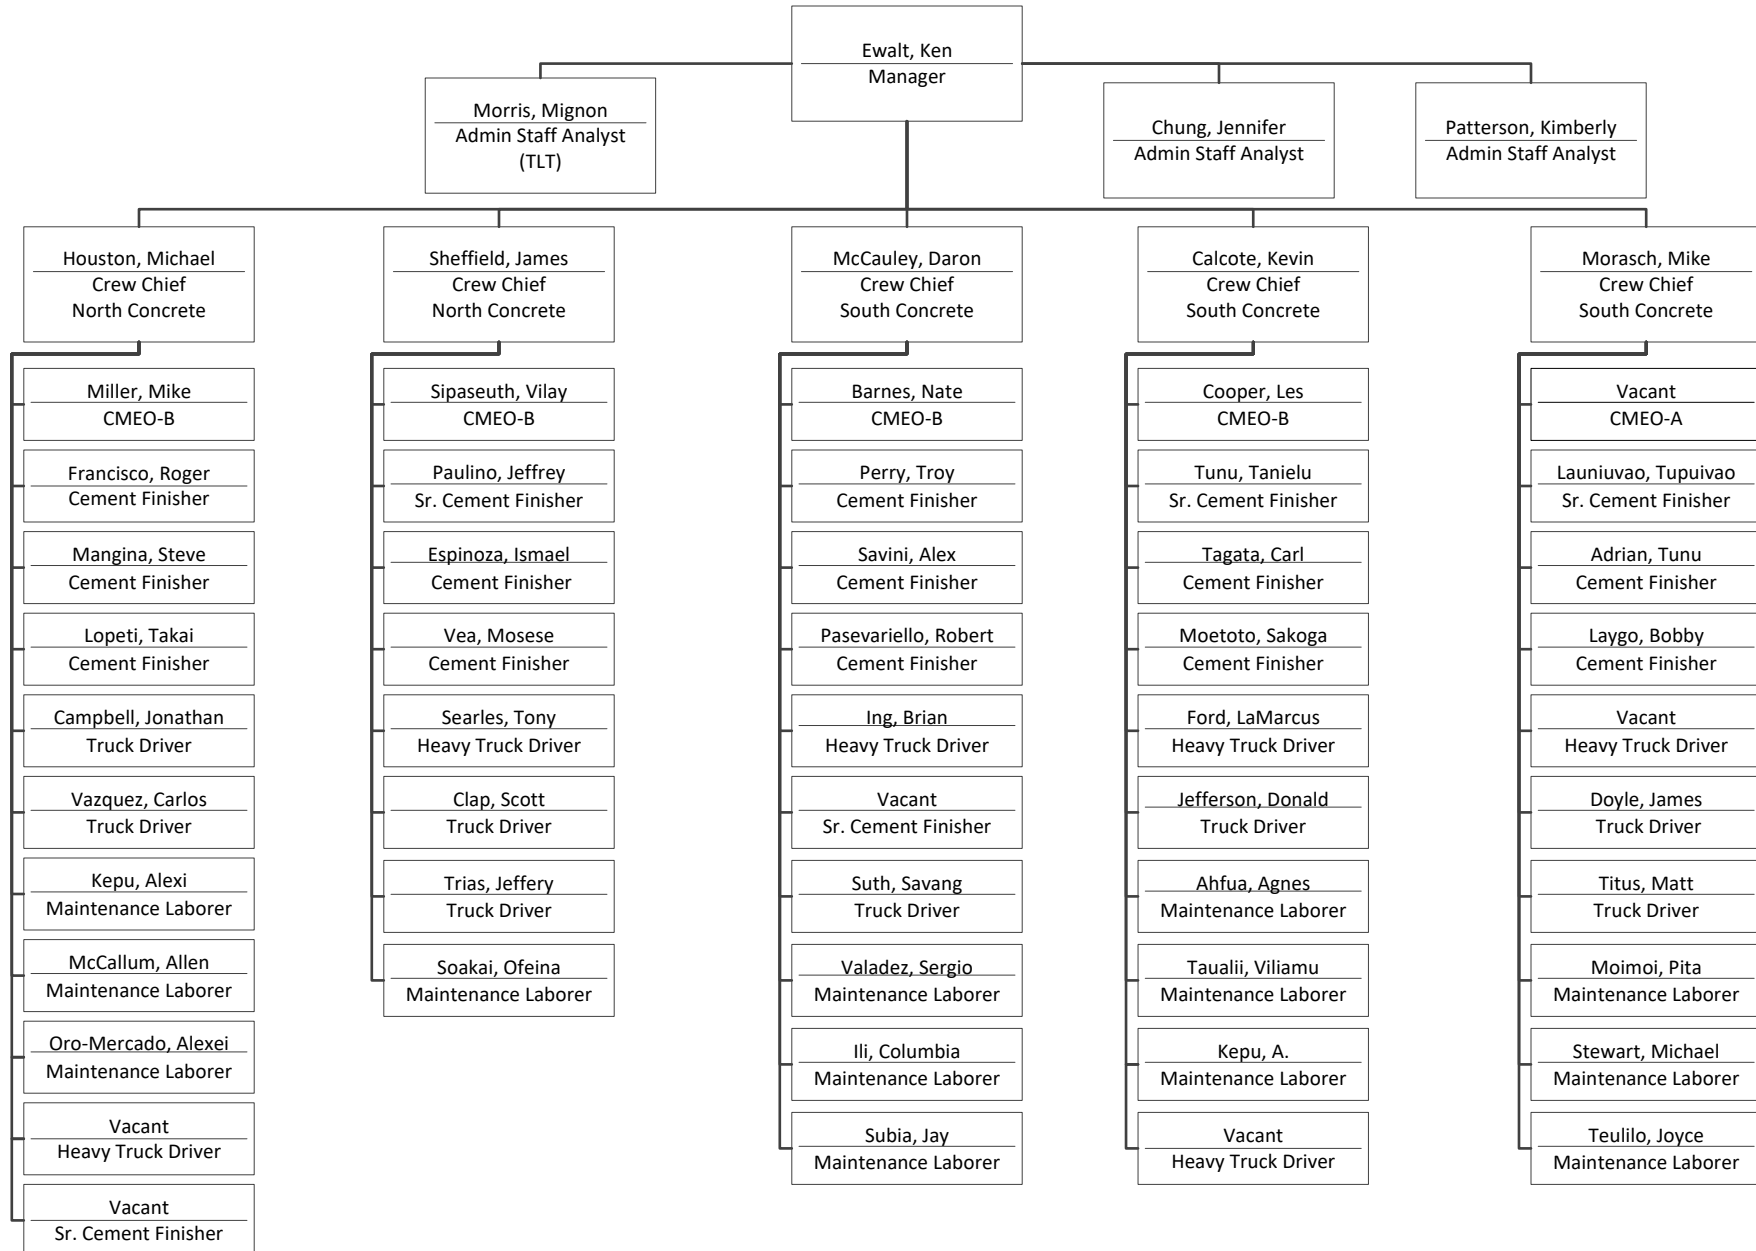 Ewalt, Ken
Manager
Morris, Mignon
Admin Staff Analyst
(TLT)
Chung, Jennifer
Admin Staff Analyst
Patterson, Kimberly
Admin Staff Analyst
Houston, Michael
Crew Chief
North Concrete
Miller, Mike
CMEO-B
Francisco, Roger
Cement Finisher
Mangina, Steve
Cement Finisher
Lopeti, Takai
Cement Finisher
Campbell, Jonathan
Truck Driver
Vazquez, Carlos
Truck Driver
Kepu, Alexi
Maintenance Laborer
McCallum, Allen
Maintenance Laborer
Oro-Mercado, Alexei
Maintenance Laborer
Vacant
Heavy Truck Driver
Vacant
Sr. Cement Finisher
Sheffield, James
Crew Chief
North Concrete
Sipaseuth, Vilay
CMEO-B
Paulino, Jeffrey
Sr. Cement Finisher
Espinoza, Ismael
Cement Finisher
Vea, Mosese
Cement Finisher
Searles, Tony
Heavy Truck Driver
Clap, Scott
Truck Driver
Trias, Jeffery
Truck Driver
Soakai, Ofeina
Maintenance Laborer
McCauley, Daron
Crew Chief
South Concrete
Barnes, Nate
CMEO-B
Perry, Troy
Cement Finisher
Savini, Alex
Cement Finisher
Pasevariello, Robert
Cement Finisher
Ing, Brian
Heavy Truck Driver
Vacant
Sr. Cement Finisher
Suth, Savang
Truck Driver
Valadez, Sergio
Maintenance Laborer
Ili, Columbia
Maintenance Laborer
Subia, Jay
Maintenance Laborer
Calcote, Kevin
Crew Chief
South Concrete
Cooper, Les
CMEO-B
Tunu, Tanielu
Sr. Cement Finisher
Tagata, Carl
Cement Finisher
Moetoto, Sakoga
Cement Finisher
Ford, LaMarcus
Heavy Truck Driver
Jefferson, Donald
Truck Driver
Ahfua, Agnes
Maintenance Laborer
Taualii, Viliamu
Maintenance Laborer
Kepu, A.
Maintenance Laborer
Vacant
Heavy Truck Driver
Morasch, Mike
Crew Chief
South Concrete
Vacant
CMEO-A
Launiuvao, Tupuivao
Sr. Cement Finisher
Adrian, Tunu
Cement Finisher
Laygo, Bobby
Cement Finisher
Vacant
Heavy Truck Driver
Doyle, James
Truck Driver
Titus, Matt
Truck Driver
Moimoi, Pita
Maintenance Laborer
Stewart, Michael
Maintenance Laborer
Teulilo, Joyce
Maintenance Laborer